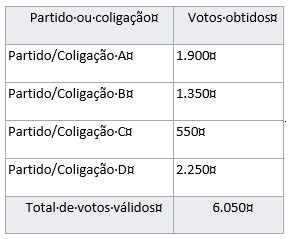 Partido·ou·coligação¤ Votos·obtidos¤
Partido/Coligação·A¤ 1.900¤
Partido/Coligação·B¤ 1.350¤
Partido/Coligação·C¤ 550¤
Partido/Coligação·D¤ 2.250¤
Total·de·votos·válidos¤ 6.050¤